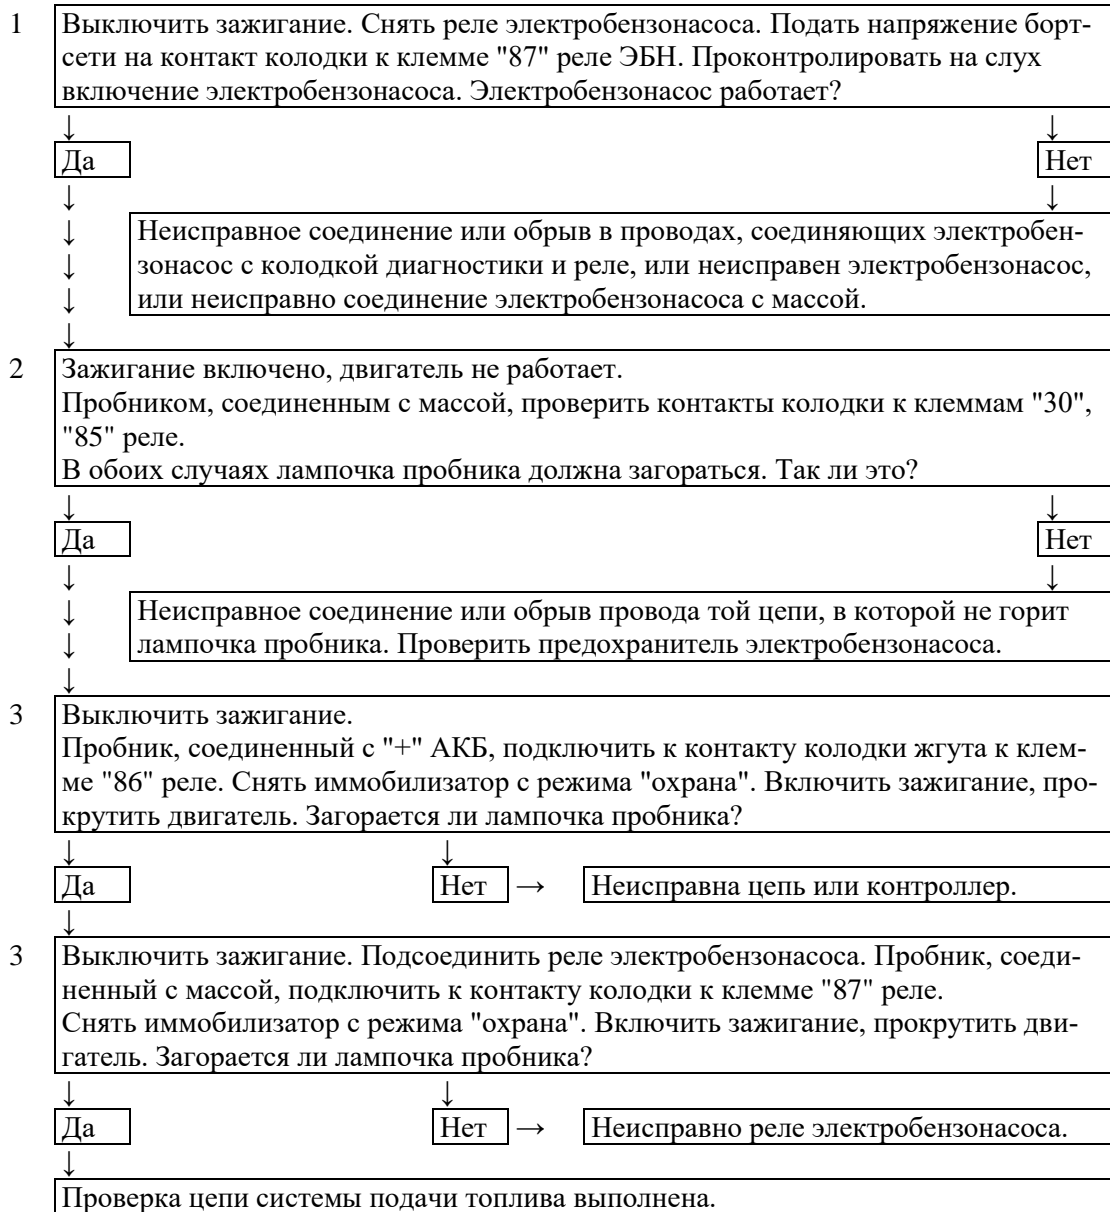 1 Выключить зажигание. Снять реле электробензонасоса. Подать напряжение борт-
сети на контакт колодки к клемме "87" реле ЭБН. Проконтролировать на слух
включение электробензонасоса. Электробензонасос работает?
↓ ↓
Да Нет
↓ ↓
↓ Неисправное соединение или обрыв в проводах, соединяющих электробен-
↓ зонасос с колодкой диагностики и реле, или неисправен электробензонасос,
↓ или неисправно соединение электробензонасоса с массой.
↓
2 Зажигание включено, двигатель не работает.
Пробником, соединенным с массой, проверить контакты колодки к клеммам "30",
"85" реле.
В обоих случаях лампочка пробника должна загораться. Так ли это?
↓ ↓
Да Нет
↓ ↓
↓ Неисправное соединение или обрыв провода той цепи, в которой не горит
↓ лампочка пробника. Проверить предохранитель электробензонасоса.
↓
3 Выключить зажигание.
Пробник, соединенный с "+" АКБ, подключить к контакту колодки жгута к клем-
ме "86" реле. Снять иммобилизатор с режима "охрана". Включить зажигание, про-
крутить двигатель. Загорается ли лампочка пробника?
↓ ↓
Да Нет → Неисправна цепь или контроллер.
↓
3 Выключить зажигание. Подсоединить реле электробензонасоса. Пробник, соеди-
ненный с массой, подключить к контакту колодки к клемме "87" реле.
Снять иммобилизатор с режима "охрана". Включить зажигание, прокрутить дви-
гатель. Загорается ли лампочка пробника?
↓ ↓
Да Нет → Неисправно реле электробензонасоса.
↓
Проверка цепи системы подачи топлива выполнена.